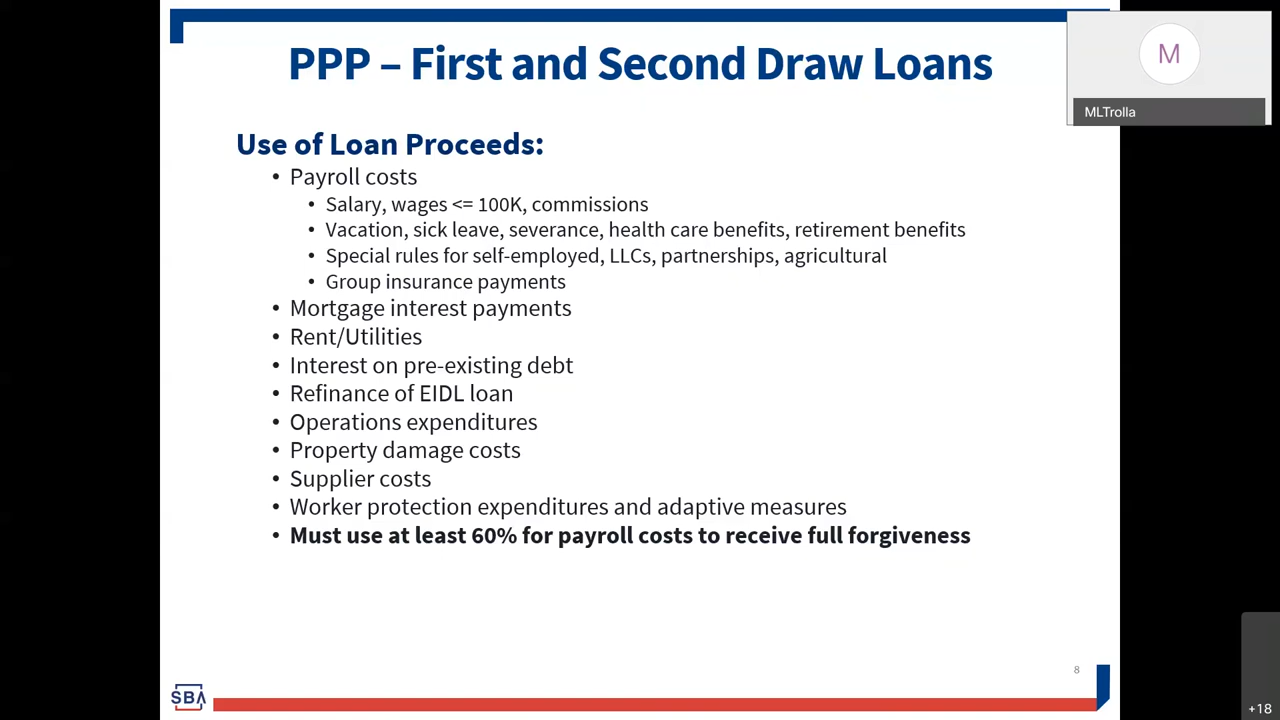 PPP – First and Second Draw Loans
M
MLTrolla
Use of Loan Proceeds:
• Payroll costs
• Salary, wages <= 100K, commissions
• Vacation, sick leave, severance, health care benefits, retirement benefits
• Special rules for self-employed, LLCs, partnerships, agricultural
• Group insurance payments
• Mortgage interest payments
• Rent/Utilities
• Interest on pre-existing debt
• Refinance of EIDL loan
• Operations expenditures
• Property damage costs
• Supplier costs
• Worker protection expenditures and adaptive measures
• Must use at least 60% for payroll costs to receive full forgiveness
8
SBA
+18